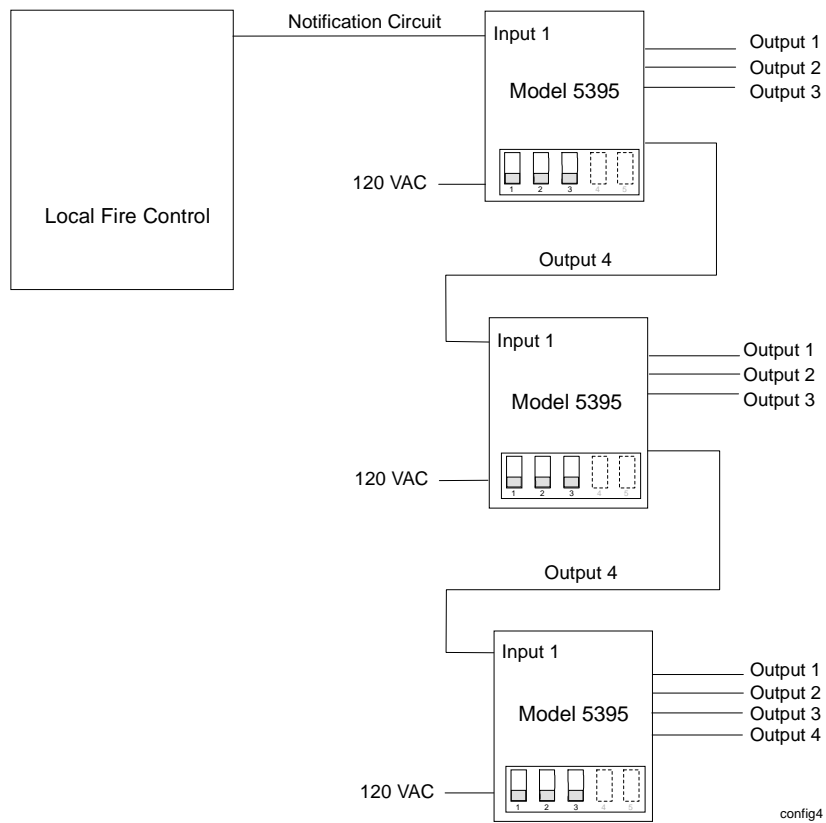 Notification Circuit
Input 1
Model 5395
Output 1
Output 2
Output 3
1 2 3 4 5
120 VAC
Local Fire Control
Output 4
Input 1
Model 5395
Output 1
Output 2
Output 3
1 2 3 4 5
120 VAC
Output 4
Input 1
Model 5395
Output 1
Output 2
Output 3
Output 4
1 2 3 4 5
120 VAC
config4